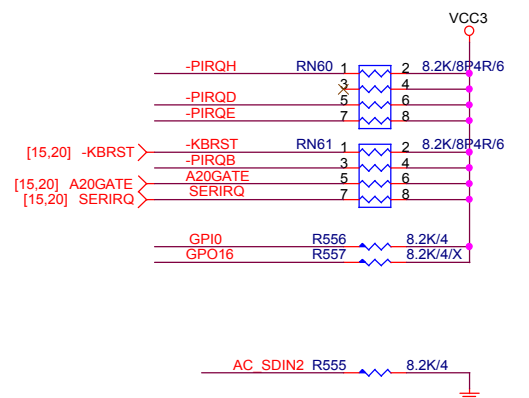 VCC3
-PIRQH RN60 1 2 8.2K/8P4R/6
3 4
-PIRQD 5 6
-PIRQE 7 8
[15,20] -KBRST -KBRST RN61 1 2 8.2K/8P4R/6
-PIRQB 3 4
[15,20] A20GATE A20GATE 5 6
[15,20] SERIRQ SERIRQ 7 8
GPI0 R556 8.2K/4
GPO16 R557 8.2K/4/X
AC_SDIN2 R555 8.2K/4